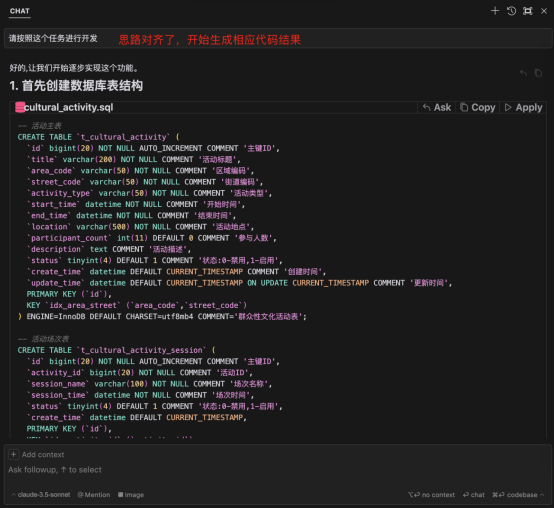 CHAT
请按照这个任务进行开发
思路对齐了，开始生成相应代码结果
好的,让我们开始逐步实现这个功能。
1. 首先创建数据库表结构
cultural_activity.sql Ask Copy Apply
-- 活动主表
CREATE TABLE `t_cultural_activity` (
`id` bigint(20) NOT NULL AUTO_INCREMENT COMMENT '主键ID',
`title` varchar(200) NOT NULL COMMENT '活动标题',
`area_code` varchar(50) NOT NULL COMMENT '区域编码',
`street_code` varchar(50) NOT NULL COMMENT '街道编码',
`activity_type` varchar(50) NOT NULL COMMENT '活动类型',
`start_time` datetime NOT NULL COMMENT '开始时间',
`end_time` datetime NOT NULL COMMENT '结束时间',
`location` varchar(500) NOT NULL COMMENT '活动地点',
`participant_count` int(11) DEFAULT 0 COMMENT '参与人数',
`description` text COMMENT '活动描述',
`status` tinyint(4) DEFAULT 1 COMMENT '状态:0-禁用,1-启用',
`create_time` datetime DEFAULT CURRENT_TIMESTAMP COMMENT '创建时间',
`update_time` datetime DEFAULT CURRENT_TIMESTAMP ON UPDATE CURRENT_TIMESTAMP COMMENT '更新时间',
PRIMARY KEY (`id`),
KEY `idx_area_street` (`area_code`,`street_code`)
) ENGINE=InnoDB DEFAULT CHARSET=utf8mb4 COMMENT='群众性文化活动表';
-- 活动场次表
CREATE TABLE `t_cultural_activity_session` (
`id` bigint(20) NOT NULL AUTO_INCREMENT COMMENT '主键ID',
`activity_id` bigint(20) NOT NULL COMMENT '活动ID',
`session_name` varchar(100) NOT NULL COMMENT '场次名称',
`session_time` datetime NOT NULL COMMENT '场次时间',
`status` tinyint(4) DEFAULT 1 COMMENT '状态:0-禁用,1-启用',
`create_time` datetime DEFAULT CURRENT_TIMESTAMP,
PRIMARY KEY (`id`),
Add context
Ask followup, ↑ to select
claude-3.5-sonnet @ Mention Image ⌥⏎ no context ⏎ chat ⌘⏎ codebase